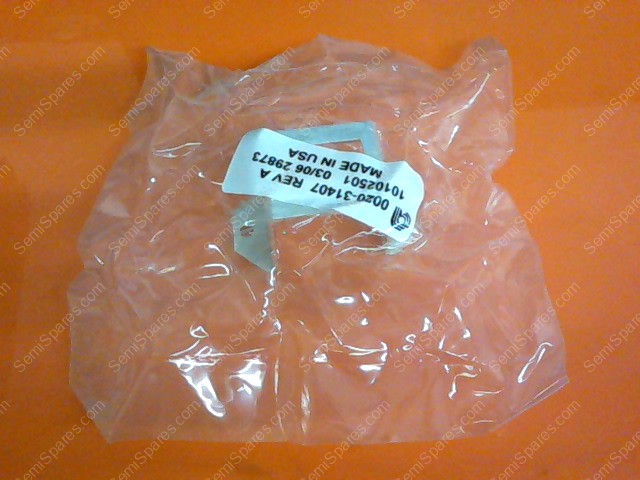 0020-31407 REV A
10102501 03/06 29873
MADE IN USA
SemiSpares.com